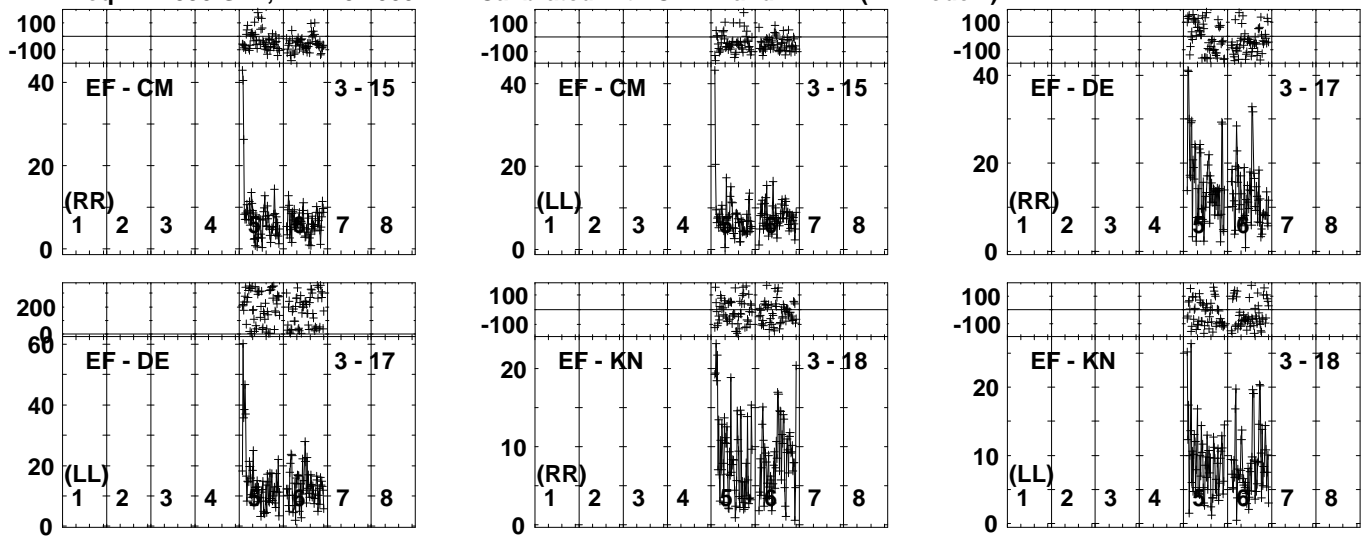 100 100 100
-100 -100 -100
40 EF - CM 3 - 15 40 EF - CM 3 - 15 40 EF - DE 3 - 17
20 20 20
(RR) (LL) (RR)
1 2 3 4 5 6 7 8 1 2 3 4 5 6 7 8 1 2 3 4 5 6 7 8
0 0 0
200 100 100
0 -100 -100
60 EF - DE 3 - 17 20 EF - KN 3 - 18 20 EF - KN 3 - 18
40
20 10 10
(LL) (RR) (LL)
1 2 3 4 5 6 7 8 1 2 3 4 5 6 7 8 1 2 3 4 5 6 7 8
0 0 0